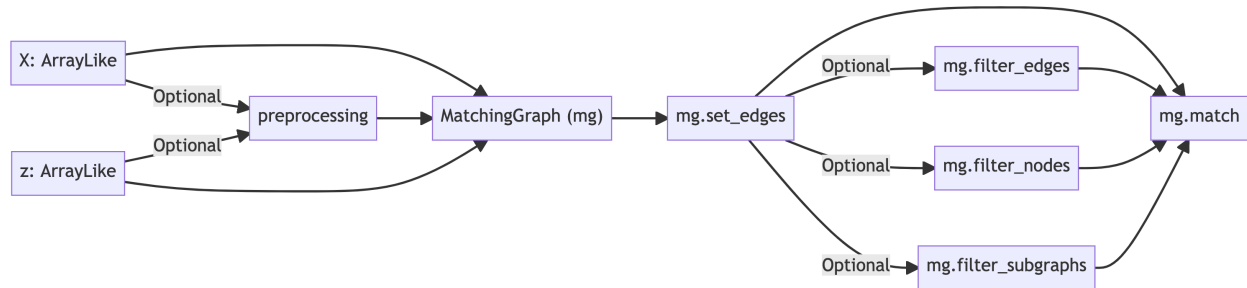 X: ArrayLike
Optional
Optional
z: ArrayLike
preprocessing
MatchingGraph (mg)
mg.set_edges
Optional
mg.filter_edges
Optional
mg.filter_nodes
Optional
mg.filter_subgraphs
mg.match